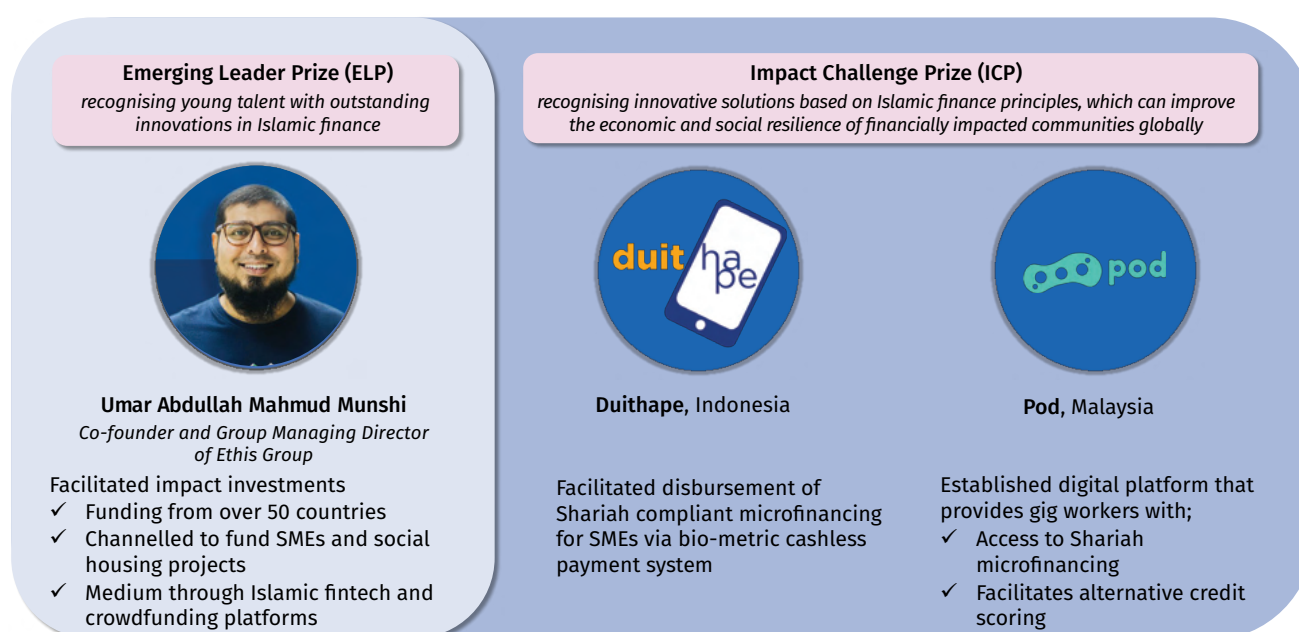 Emerging Leader Prize (ELP)
recognising young talent with outstanding
innovations in Islamic finance
Umar Abdullah Mahmud Munshi
Co-founder and Group Managing Director
of Ethis Group
Facilitated impact investments
✓ Funding from over 50 countries
✓ Channelled to fund SMEs and social
housing projects
✓ Medium through Islamic fintech and
crowdfunding platforms
Impact Challenge Prize (ICP)
recognising innovative solutions based on Islamic finance principles, which can improve
the economic and social resilience of financially impacted communities globally
duit
ha
pe
Duithape, Indonesia
Facilitated disbursement of
Shariah compliant microfinancing
for SMEs via bio-metric cashless
payment system
pod
Pod, Malaysia
Established digital platform that
provides gig workers with;
✓ Access to Shariah
microfinancing
✓ Facilitates alternative credit
scoring